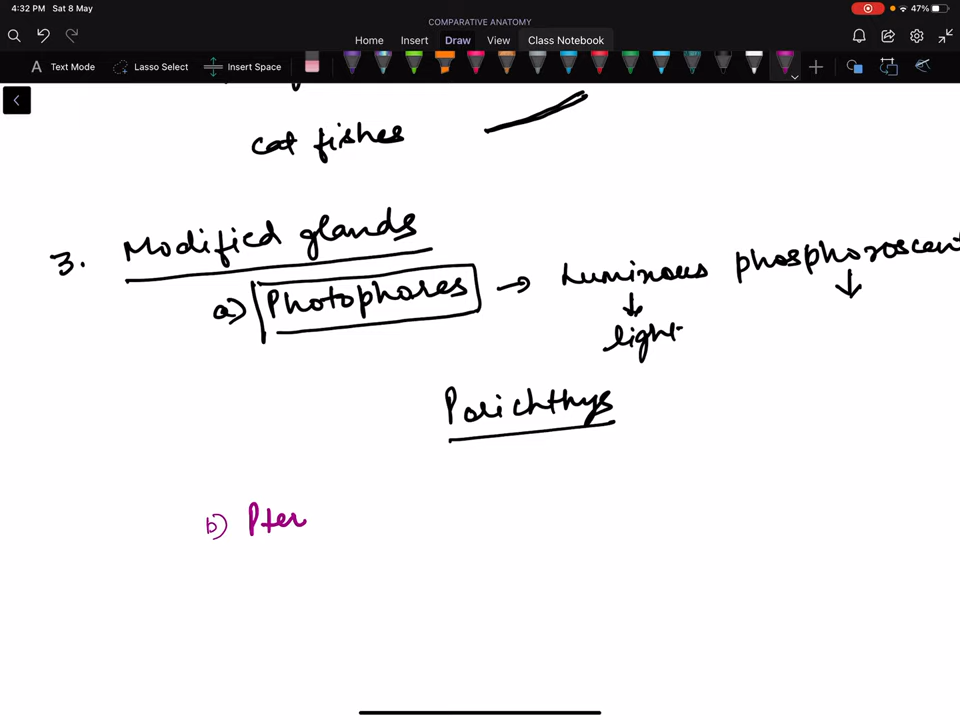 4:32 PM Sat 8 May
47%
COMPARATIVE ANATOMY
Home Insert Draw View Class Notebook
Text Mode Lasso Select Insert Space
cat fishes
3. Modified glands
a) Photophores → Luminous phosphoroscent
↓ ↓
light
Porichthys
b) Pter